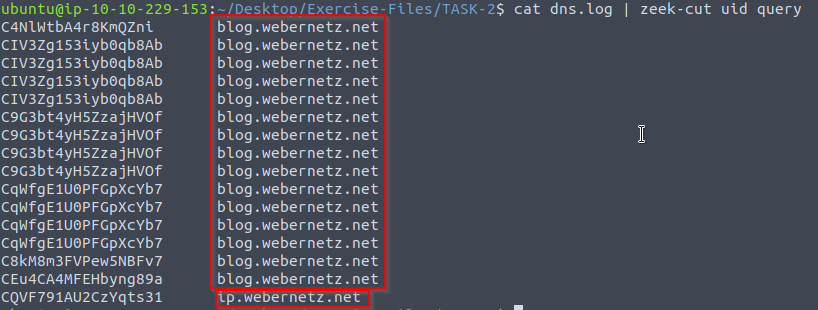 ubuntu@ip-10-10-229-153:~/Desktop/Exercise-Files/TASK-2$ cat dns.log | zeek-cut uid query
C4NlWtbA4r8KmQZni blog.webernetz.net
CIV3Zg153iyb0qb8Ab blog.webernetz.net
CIV3Zg153iyb0qb8Ab blog.webernetz.net
CIV3Zg153iyb0qb8Ab blog.webernetz.net
CIV3Zg153iyb0qb8Ab blog.webernetz.net
C9G3bt4yH5ZzajHVOf blog.webernetz.net
C9G3bt4yH5ZzajHVOf blog.webernetz.net
C9G3bt4yH5ZzajHVOf blog.webernetz.net
C9G3bt4yH5ZzajHVOf blog.webernetz.net
CqWfgE1U0PFGpXcYb7 blog.webernetz.net
CqWfgE1U0PFGpXcYb7 blog.webernetz.net
CqWfgE1U0PFGpXcYb7 blog.webernetz.net
CqWfgE1U0PFGpXcYb7 blog.webernetz.net
C8kM8m3FVPew5NBFv7 blog.webernetz.net
CEu4CA4MFEHbyng89a blog.webernetz.net
CQVF791AU2CzYqts31 ip.webernetz.net